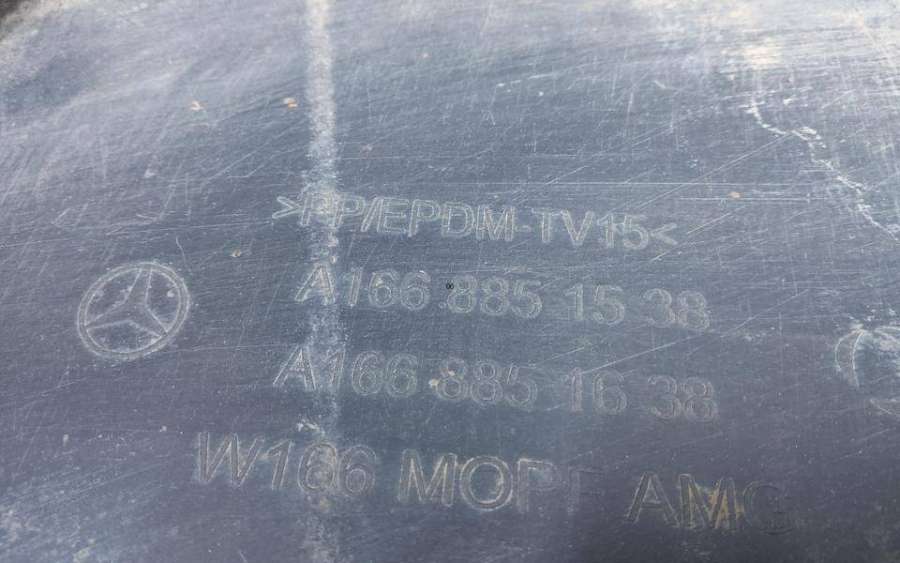 >PP/EPDM-TV15<
A166 885 15 38
A166 885 16 38
W166 MOPF AMG